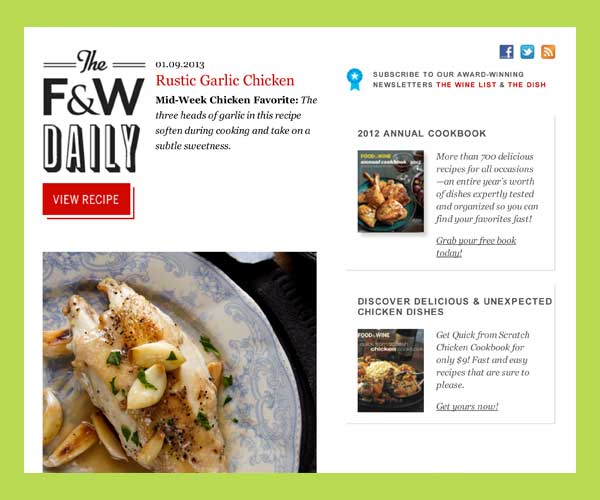 The
F&W
DAILY
VIEW RECIPE
01.09.2013
Rustic Garlic Chicken
Mid-Week Chicken Favorite: The
three heads of garlic in this recipe
soften during cooking and take on a
subtle sweetness.
SUBSCRIBE TO OUR AWARD-WINNING
NEWSLETTERS THE WINE LIST & THE DISH
2012 ANNUAL COOKBOOK
FOOD&WINE
annual cookbook 2012
More than 700 delicious
recipes for all occasions
—an entire year's worth
of dishes expertly tested
and organized so you can
find your favorites fast!
Grab your free book
today!
DISCOVER DELICIOUS & UNEXPECTED
CHICKEN DISHES
FOOD&WINE
quick from scratch
chicken cookbook
Get Quick from Scratch
Chicken Cookbook for
only $9! Fast and easy
recipes that are sure to
please.
Get yours now!